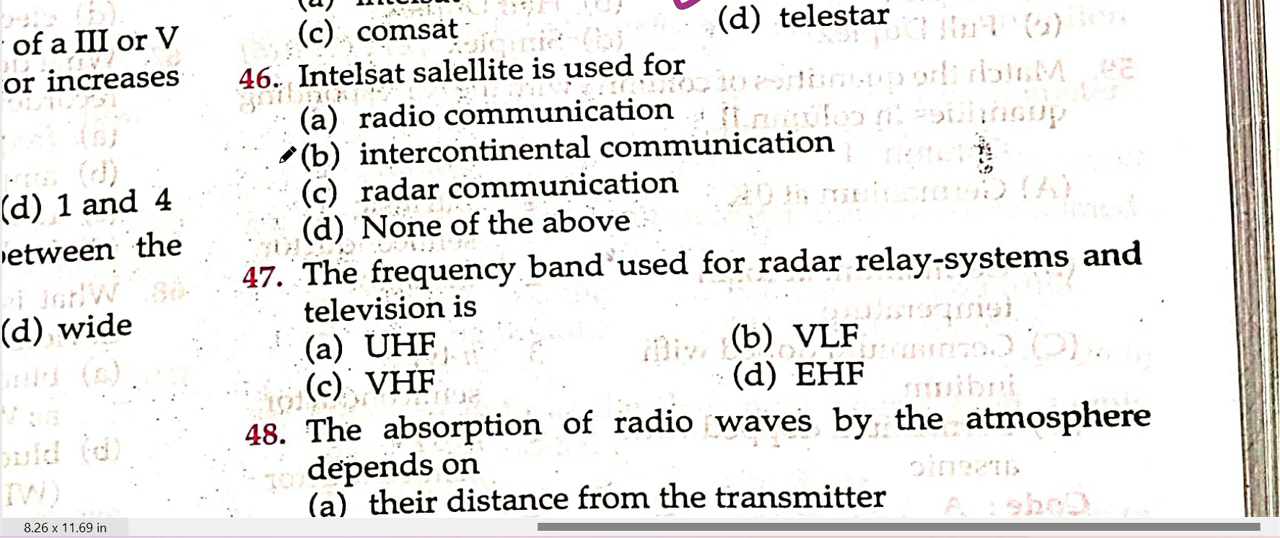 (c) comsat
(d) telestar
of a III or V
or increases
(d) 1 and 4
etween the
(d) wide
46. Intelsat salellite is used for
(a) radio communication
(b) intercontinental communication
(c) radar communication
(d) None of the above
47. The frequency band used for radar relay-systems and
television is
(a) UHF
(b) VLF
(c) VHF
(d) EHF
48. The absorption of radio waves by the atmosphere
depends on
(a) their distance from the transmitter
8.26 x 11.69 in